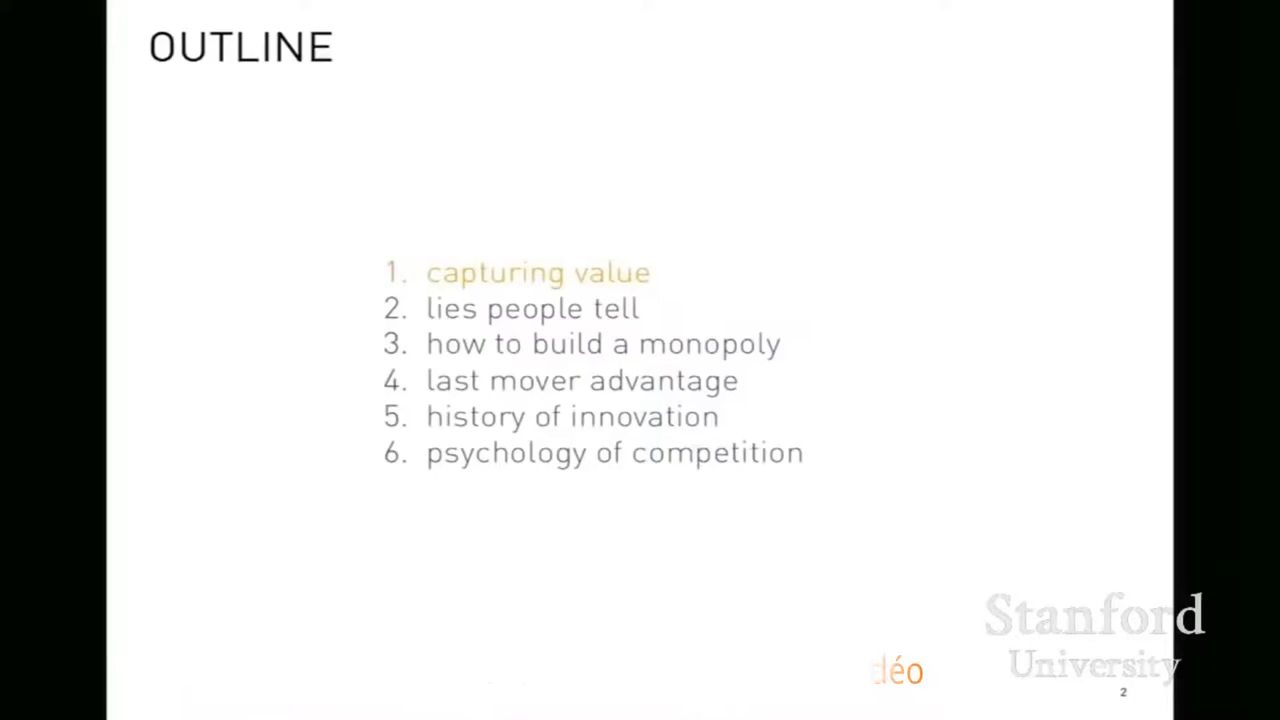 OUTLINE
1. capturing value
2. lies people tell
3. how to build a monopoly
4. last mover advantage
5. history of innovation
6. psychology of competition
Stanford
University
déo
2